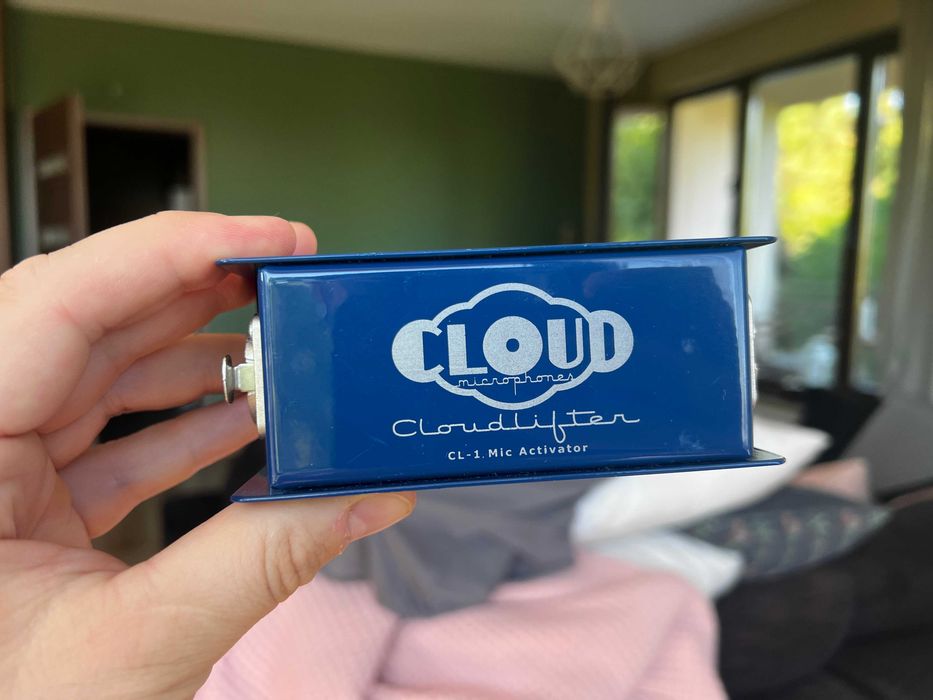 CLOUD
microphones
Cloudlifter
CL-1 Mic Activator